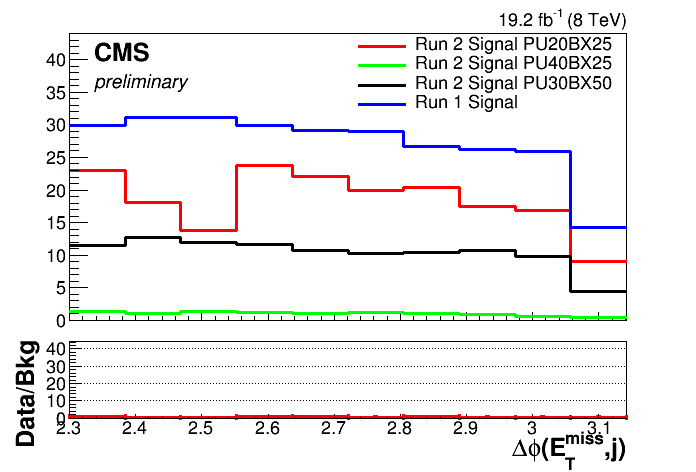 19.2 fb-1 (8 TeV)
CMS
preliminary
Run 2 Signal PU20BX25
Run 2 Signal PU40BX25
Run 2 Signal PU30BX50
Run 1 Signal
40
35
30
25
20
15
10
5
0
Data/Bkg
40
30
20
10
0
2.3 2.4 2.5 2.6 2.7 2.8 2.9 3 3.1
Δϕ(E_T^miss,j)